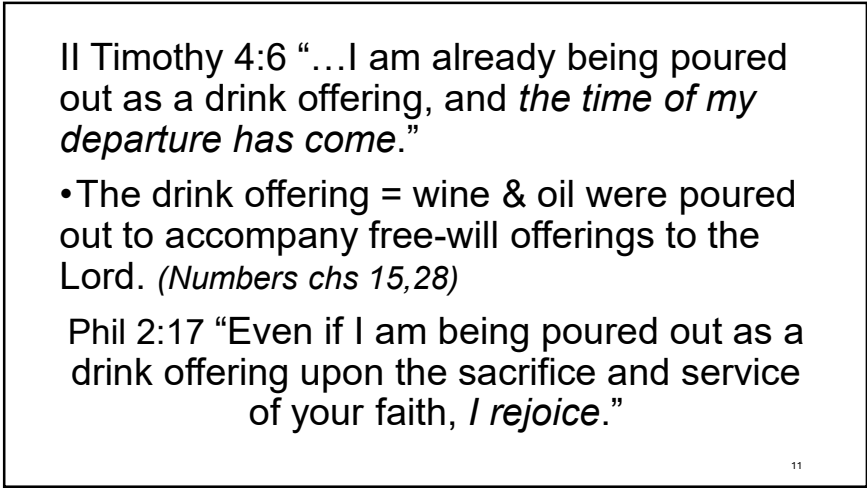 II Timothy 4:6 “…I am already being poured
out as a drink offering, and the time of my
departure has come.”
•The drink offering = wine & oil were poured
out to accompany free-will offerings to the
Lord. (Numbers chs 15,28)
Phil 2:17 “Even if I am being poured out as a
drink offering upon the sacrifice and service
of your faith, I rejoice.”
11